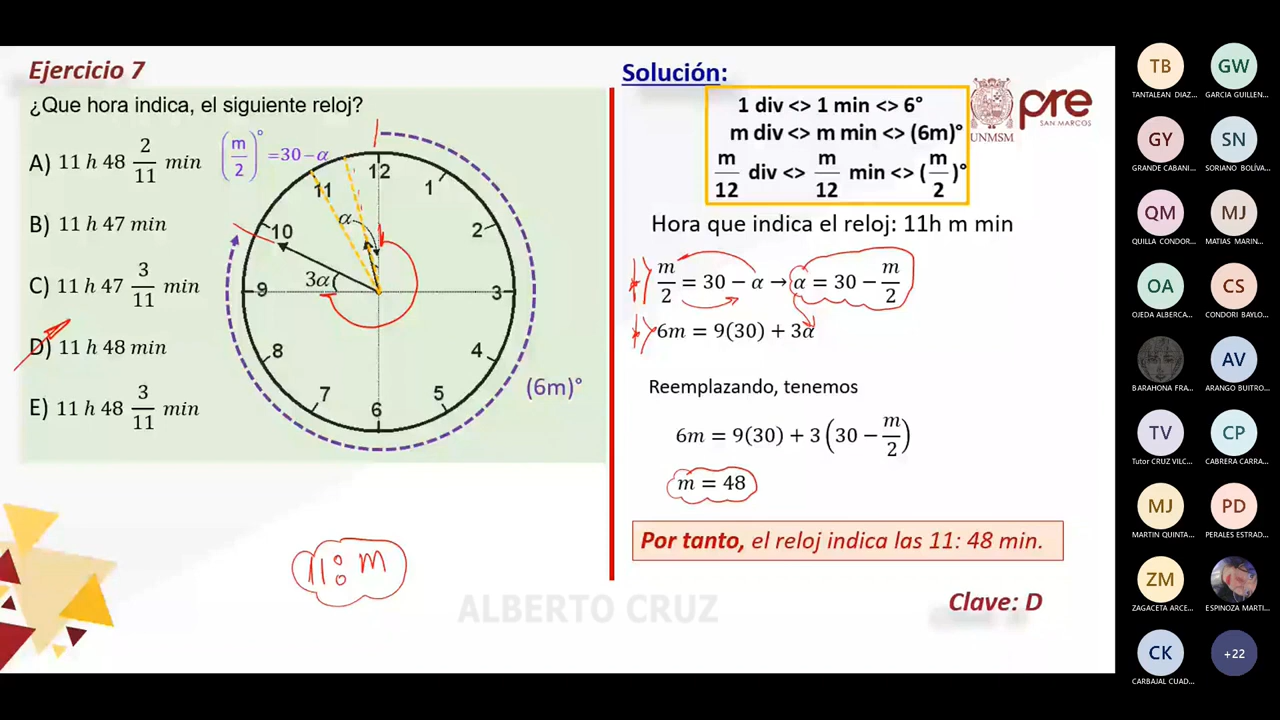 Ejercicio 7
¿Que hora indica, el siguiente reloj?
A) 11 h 48 2/11 min
B) 11 h 47 min
C) 11 h 47 3/11 min
D) 11 h 48 min
E) 11 h 48 3/11 min
(m/2)° =30-α
12
1
2
3
4
5
6
7
8
9
10
11
α
3α
(6m)°
11:m
Solución:
1 div <> 1 min <> 6°
m div <> m min <> (6m)°
m/12 div <> m/12 min <> (m/2)°
UNMSM
pre
SAN MARCOS
Hora que indica el reloj: 11h m min
*) m/2 = 30 − α → α = 30 − m/2
*) 6m = 9(30) + 3α
Reemplazando, tenemos
6m = 9(30) + 3(30 − m/2)
m = 48
Por tanto, el reloj indica las 11: 48 min.
Clave: D
ALBERTO CRUZ
TB
TANTALEAN DIAZ...
GW
GARCIA GUILLEN...
GY
GRANDE CABANI...
SN
SORIANO BOLÍVA...
QM
QUILLA CONDOR...
MJ
MATIAS MARIN...
OA
OJEDA ALBERCA...
CS
CONDORI BAYLO...
BARAHONA FRA...
AV
ARANGO BUITRO...
TV
Tutor CRUZ VILC...
CP
CABRERA CARRA...
MJ
MARTIN QUINTA...
PD
PERALES ESTRAD...
ZM
ZAGACETA ARCE...
ESPINOZA MARTI...
CK
CARBAJAL CUAD...
+22